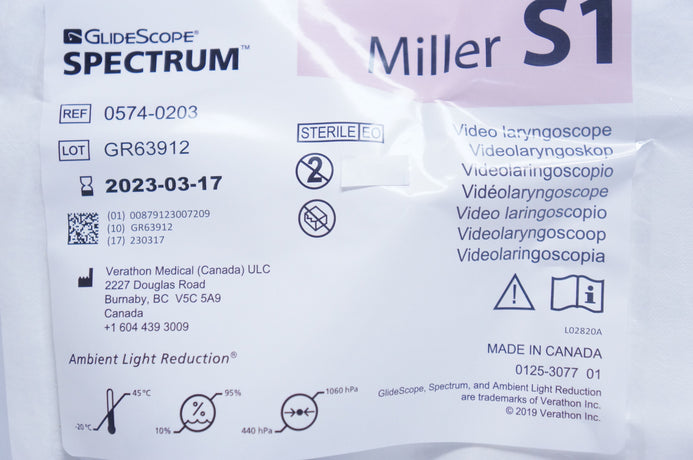 GLIDESCOPE®
SPECTRUM™
Miller S1
REF 0574-0203
LOT GR63912
2023-03-17
(01) 00879123007209
(10) GR63912
(17) 230317
Verathon Medical (Canada) ULC
2227 Douglas Road
Burnaby, BC V5C 5A9
Canada
+1 604 439 3009
STERILE EO
2
Video laryngoscope
Videolaryngoskop
Videolaringoscopio
Vidéolaryngoscope
Video laringoscopio
Videolaryngoscoop
Videolaringoscopia
L02820A
MADE IN CANADA
0125-3077 01
GlideScope, Spectrum, and Ambient Light Reduction
are trademarks of Verathon Inc.
© 2019 Verathon Inc.
Ambient Light Reduction®
-20°C 45°C
10% % 95%
440 hPa 1060 hPa